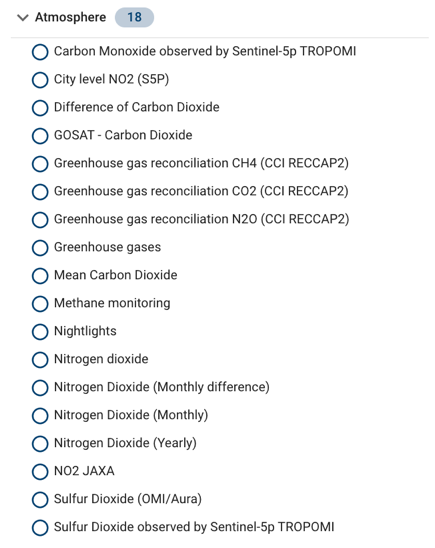 Atmosphere 18
Carbon Monoxide observed by Sentinel-5p TROPOMI
City level NO2 (S5P)
Difference of Carbon Dioxide
GOSAT - Carbon Dioxide
Greenhouse gas reconciliation CH4 (CCI RECCAP2)
Greenhouse gas reconciliation CO2 (CCI RECCAP2)
Greenhouse gas reconciliation N2O (CCI RECCAP2)
Greenhouse gases
Mean Carbon Dioxide
Methane monitoring
Nightlights
Nitrogen dioxide
Nitrogen Dioxide (Monthly difference)
Nitrogen Dioxide (Monthly)
Nitrogen Dioxide (Yearly)
NO2 JAXA
Sulfur Dioxide (OMI/Aura)
Sulfur Dioxide observed by Sentinel-5p TROPOMI